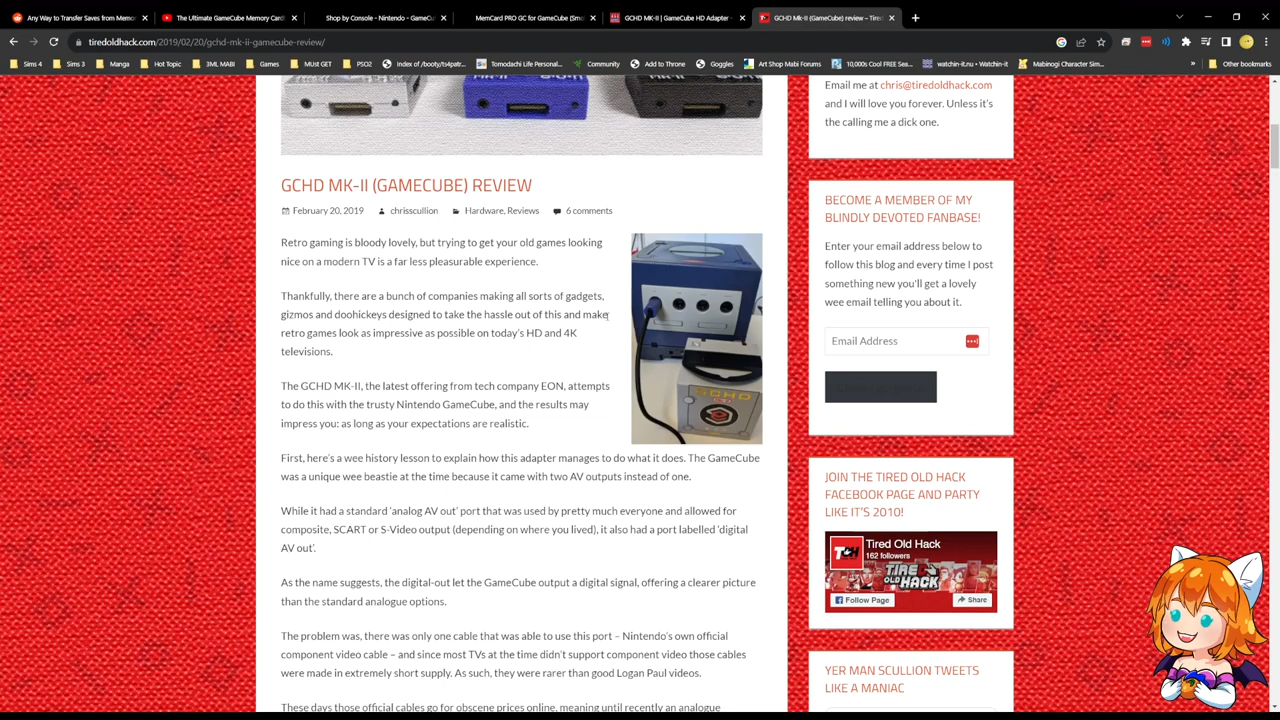 Any Way to Transfer Saves from Memor
The Ultimate GameCube Memory Card
Shop by Console - Nintendo - GameCu
MemCard PRO GC for GameCube (Smo
GCHD MK-II | GameCube HD Adapter -
GCHD MK-II (GameCube) review – Tired
tiredoldhack.com/2019/02/20/gchd-mk-ii-gamecube-review/
Sims 4
Sims 3
Manga
Hot Topic
3ML MABI
Games
MUst GET
PSO2
Index of /booty/ts4patr...
Tomodachi Life Personal...
Community
Add to Throne
Goggles
Art Shop Mabi Forums
10,000s Cool FREE Sea...
watchin-it.nu • Watchin-it
Mabinogi Character Sim...
Other bookmarks
GCHD MK-II (GAMECUBE) REVIEW
February 20, 2019
chrisscullion
Hardware, Reviews
6 comments
Retro gaming is bloody lovely, but trying to get your old games looking
nice on a modern TV is a far less pleasurable experience.
Thankfully, there are a bunch of companies making all sorts of gadgets,
gizmos and doohickeys designed to take the hassle out of this and make
retro games look as impressive as possible on today's HD and 4K
televisions.
The GCHD MK-II, the latest offering from tech company EON, attempts
to do this with the trusty Nintendo GameCube, and the results may
impress you: as long as your expectations are realistic.
GCHD
First, here's a wee history lesson to explain how this adapter manages to do what it does. The GameCube
was a unique wee beastie at the time because it came with two AV outputs instead of one.
While it had a standard 'analog AV out' port that was used by pretty much everyone and allowed for
composite, SCART or S-Video output (depending on where you lived), it also had a port labelled 'digital
AV out'.
As the name suggests, the digital-out let the GameCube output a digital signal, offering a clearer picture
than the standard analogue options.
The problem was, there was only one cable that was able to use this port – Nintendo's own official
component video cable – and since most TVs at the time didn't support component video those cables
were made in extremely short supply. As such, they were rarer than good Logan Paul videos.
These days those official cables go for obscene prices online, meaning until recently an analogue
Email me at chris@tiredoldhack.com
and I will love you forever. Unless it's
the calling me a dick one.
BECOME A MEMBER OF MY
BLINDLY DEVOTED FANBASE!
Enter your email address below to
follow this blog and every time I post
something new you'll get a lovely
wee email telling you about it.
Email Address
JOIN THE TIRED OLD HACK
FACEBOOK PAGE AND PARTY
LIKE IT'S 2010!
TCH
Tired Old Hack
162 followers
TIRED
OLD HACK
Follow Page
Share
YER MAN SCULLION TWEETS
LIKE A MANIAC